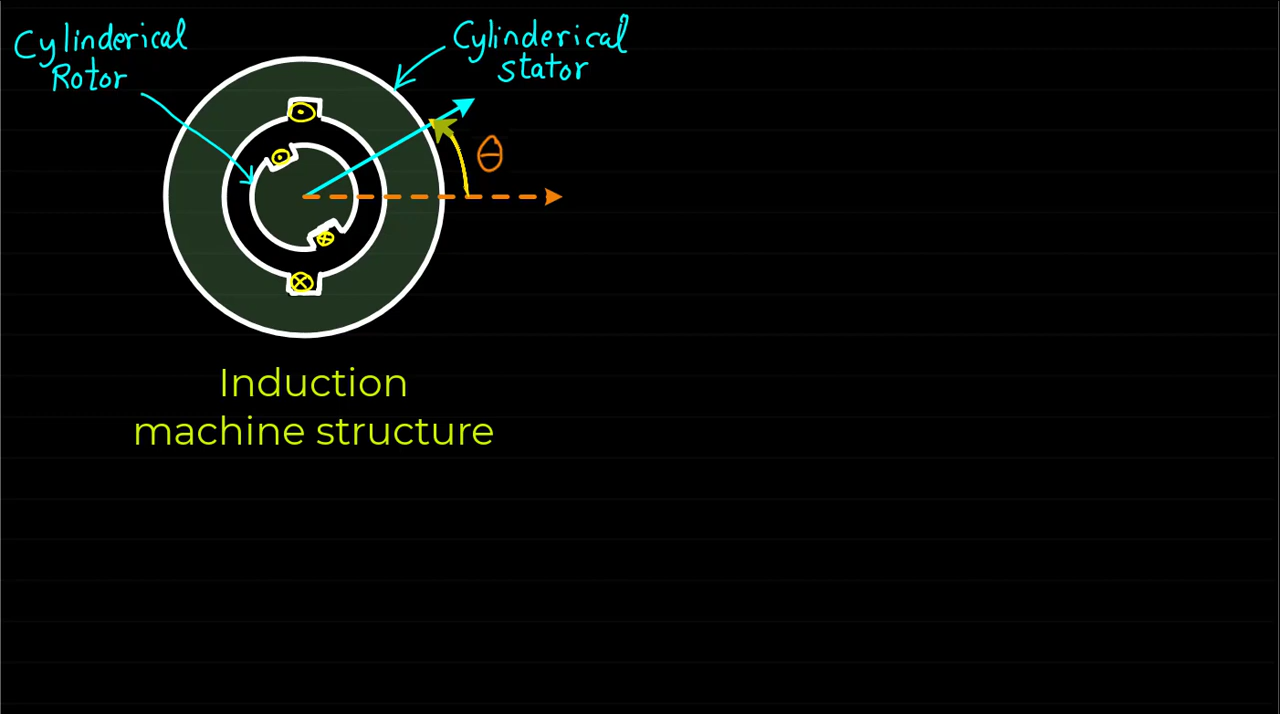 Cylinderical
Rotor
Cylinderical
stator
θ
Induction
machine structure